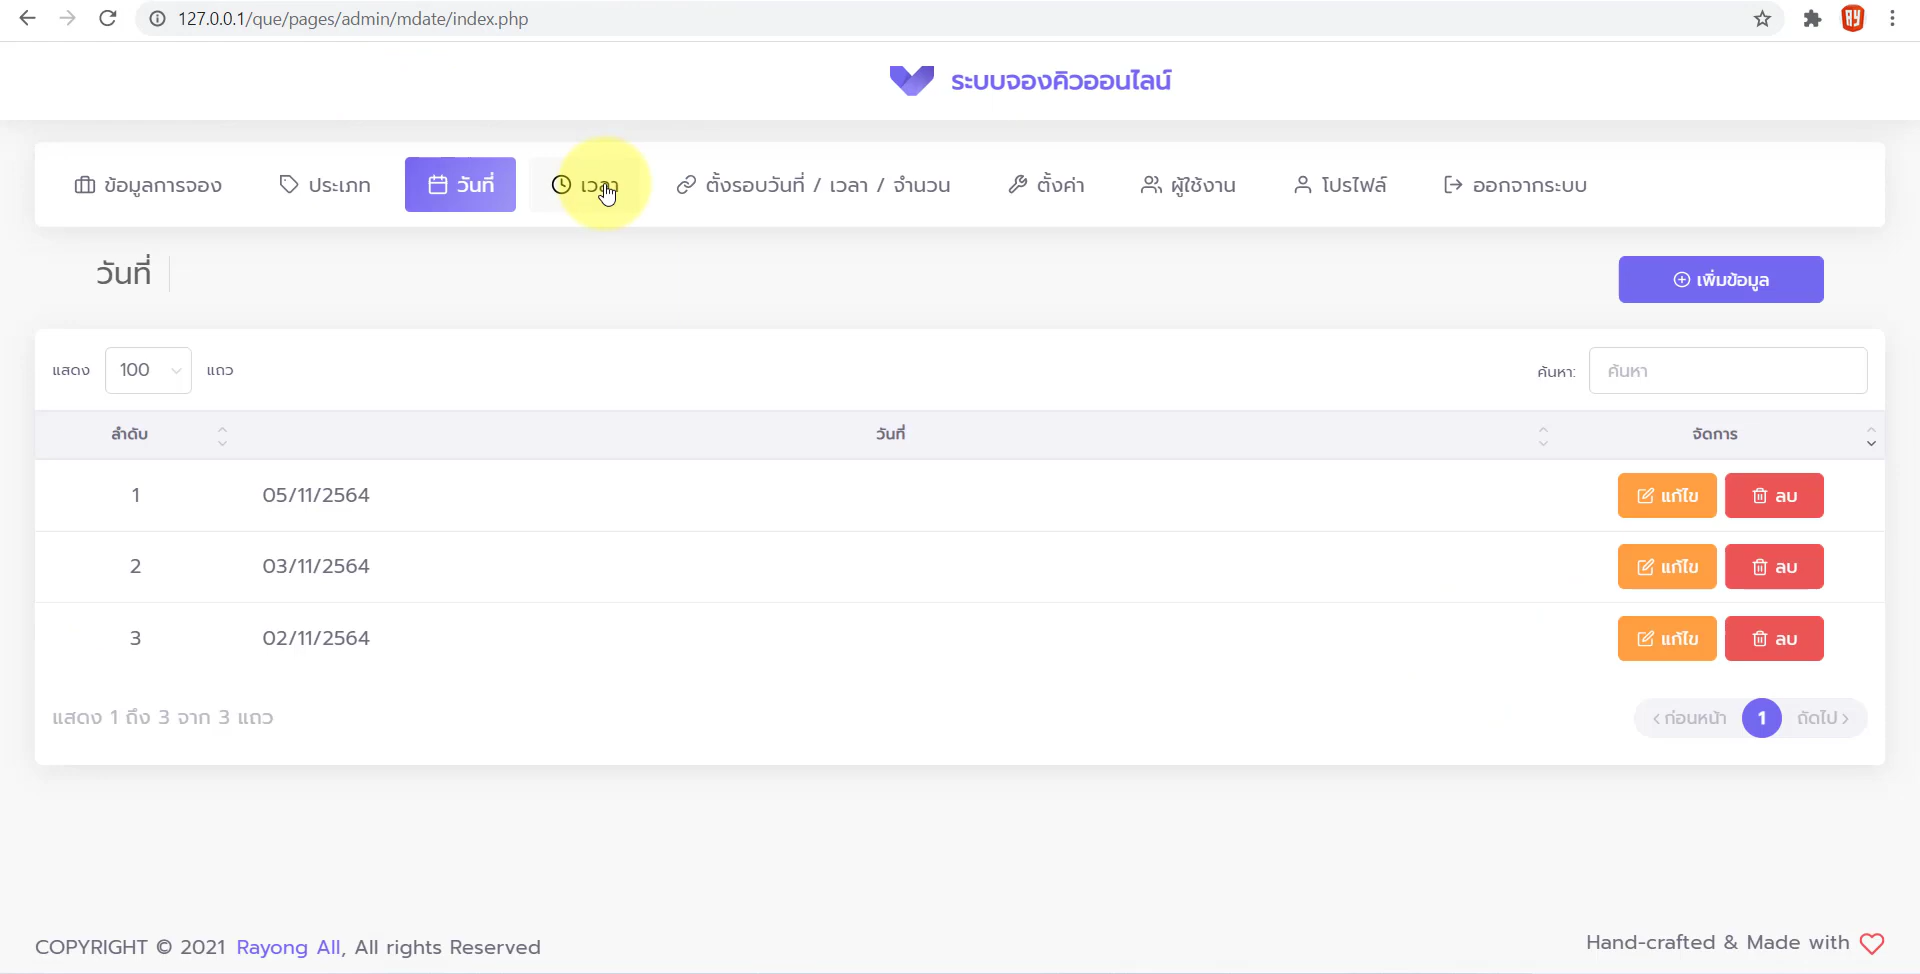 127.0.0.1/que/pages/admin/mdate/index.php
ระบบจองคิวออนไลน์
ข้อมูลการจอง ประเภท วันที่ เวลา ตั้งรอบวันที่ / เวลา / จำนวน ตั้งค่า ผู้ใช้งาน โปรไฟล์ ออกจากระบบ
วันที่ เพิ่มข้อมูล
แสดง 100 แถว ค้นหา: ค้นหา
ลำดับ วันที่ จัดการ
1 05/11/2564 แก้ไข ลบ
2 03/11/2564 แก้ไข ลบ
3 02/11/2564 แก้ไข ลบ
แสดง 1 ถึง 3 จาก 3 แถว ก่อนหน้า 1 ถัดไป
COPYRIGHT © 2021 Rayong All, All rights Reserved Hand-crafted & Made with